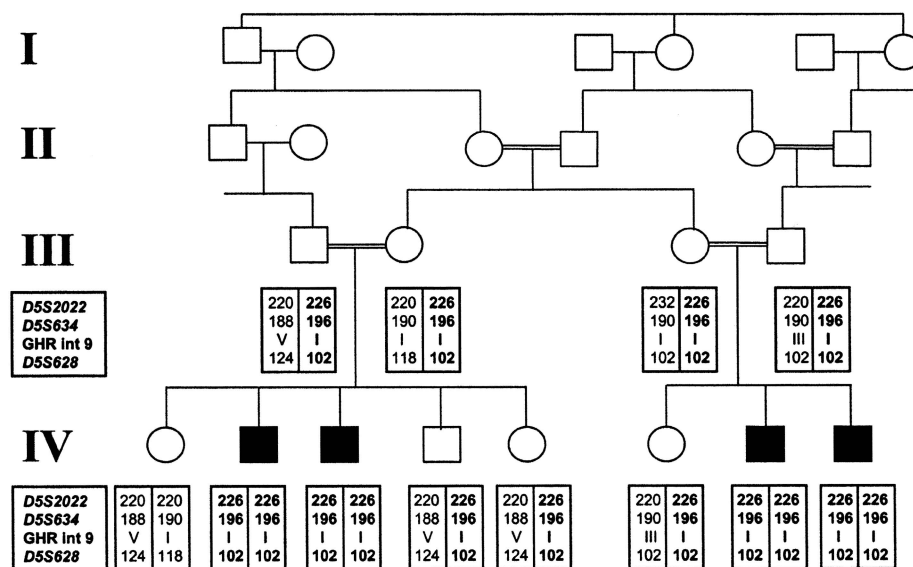 I
II
III
D5S2022 220 226 220 226 232 226 220 226
D5S634 188 196 190 196 190 196 190 196
GHR int 9 V I I I I I III I
D5S628 124 102 118 102 102 102 102 102
IV
D5S2022 220 220 226 226 226 226 220 226 220 226 220 226 226 226 226 226
D5S634 188 190 196 196 196 196 188 196 188 196 190 196 196 196 196 196
GHR int 9 V I I I I I V I V I III I I I I I
D5S628 124 118 102 102 102 102 124 102 124 102 102 102 102 102 102 102